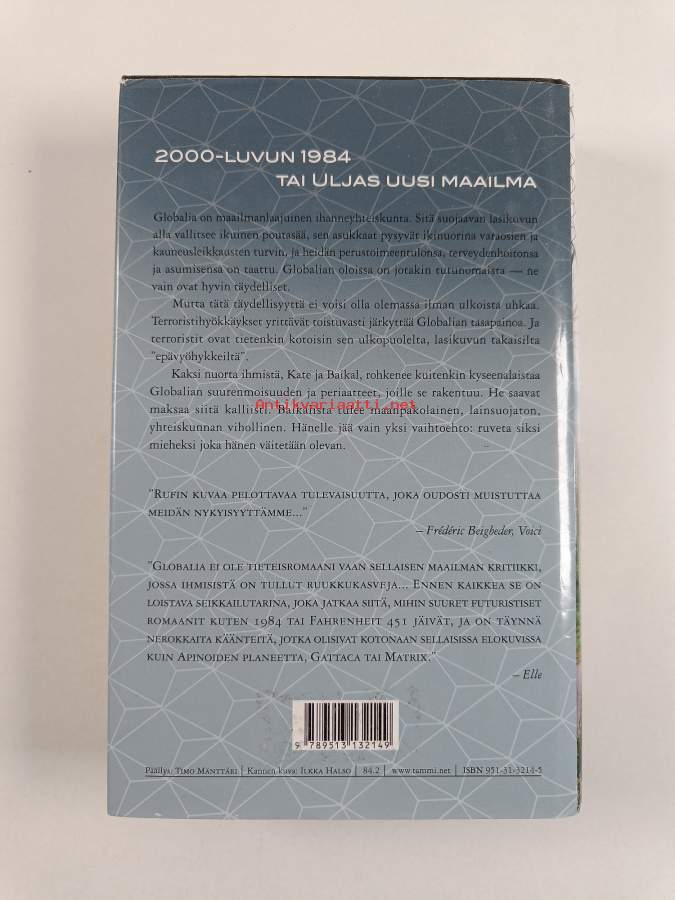 2000-LUVUN 1984
TAI ULJAS UUSI MAAILMA
Globalia on maailmanlaajuinen ihanneyhteiskunta. Sitä suojaavan lasikuvun
alla vallitsee ikuinen poutasää, sen asukkaat pysyvät ikinuorina varaosien ja
kauneusleikkausten turvin, ja heidän perustoimeentulonsa, terveydenhoitonsa
ja asumisensa on taattu. Globalian oloissa on jotakin tutunomaista — ne
vain ovat hyvin täydelliset.
Mutta tätä täydellisyyttä ei voisi olla olemassa ilman ulkoista uhkaa.
Terroristihyökkäykset yrittävät toistuvasti järkyttää Globalian tasapainoa. Ja
terroristit ovat tietenkin kotoisin sen ulkopuolelta, lasikuvun takaisilta
"epävyöhykkeiltä".
Kaksi nuorta ihmistä, Kate ja Baïkal, rohkenee kuitenkin kyseenalaistaa
Globalian suurenmoisuuden ja periaatteet, joille se rakentuu. He saavat
maksaa siitä kalliisti. Baïkalista tulee maanpakolainen, lainsuojaton,
Antikvariaatti.net
yhteiskunnan vihollinen. Hänelle jää vain yksi vaihtoehto: ruveta siksi
mieheksi joka hänen väitetään olevan.
"RUFIN KUVAA PELOTTAVAA TULEVAISUUTTA, JOKA OUDOSTI MUISTUTTAA
MEIDÄN NYKYISYYTTÄMME..."
– Frédéric Beigbeder, Voici
"GLOBALIA EI OLE TIETEISROMAANI VAAN SELLAISEN MAAILMAN KRITIIKKI,
JOSSA IHMISISTÄ ON TULLUT RUUKKUKASVEJA... ENNEN KAIKKEA SE ON
LOISTAVA SEIKKAILUTARINA, JOKA JATKAA SIITÄ, MIHIN SUURET FUTURISTISET
ROMAANIT KUTEN 1984 TAI FAHRENHEIT 451 JÄIVÄT, JA ON TÄYNNÄ
NEROKKAITA KÄÄNTEITÄ, JOTKA OLISIVAT KOTONAAN SELLAISISSA ELOKUVISSA
KUIN APINOIDEN PLANEETTA, GATTACA TAI MATRIX."
– Elle
9 789513 132149
Päällys: TIMO MÄNTTÄRI | Kannen kuva: ILKKA HALSO | 84.2 | www.tammi.net | ISBN 951-31-3214-5